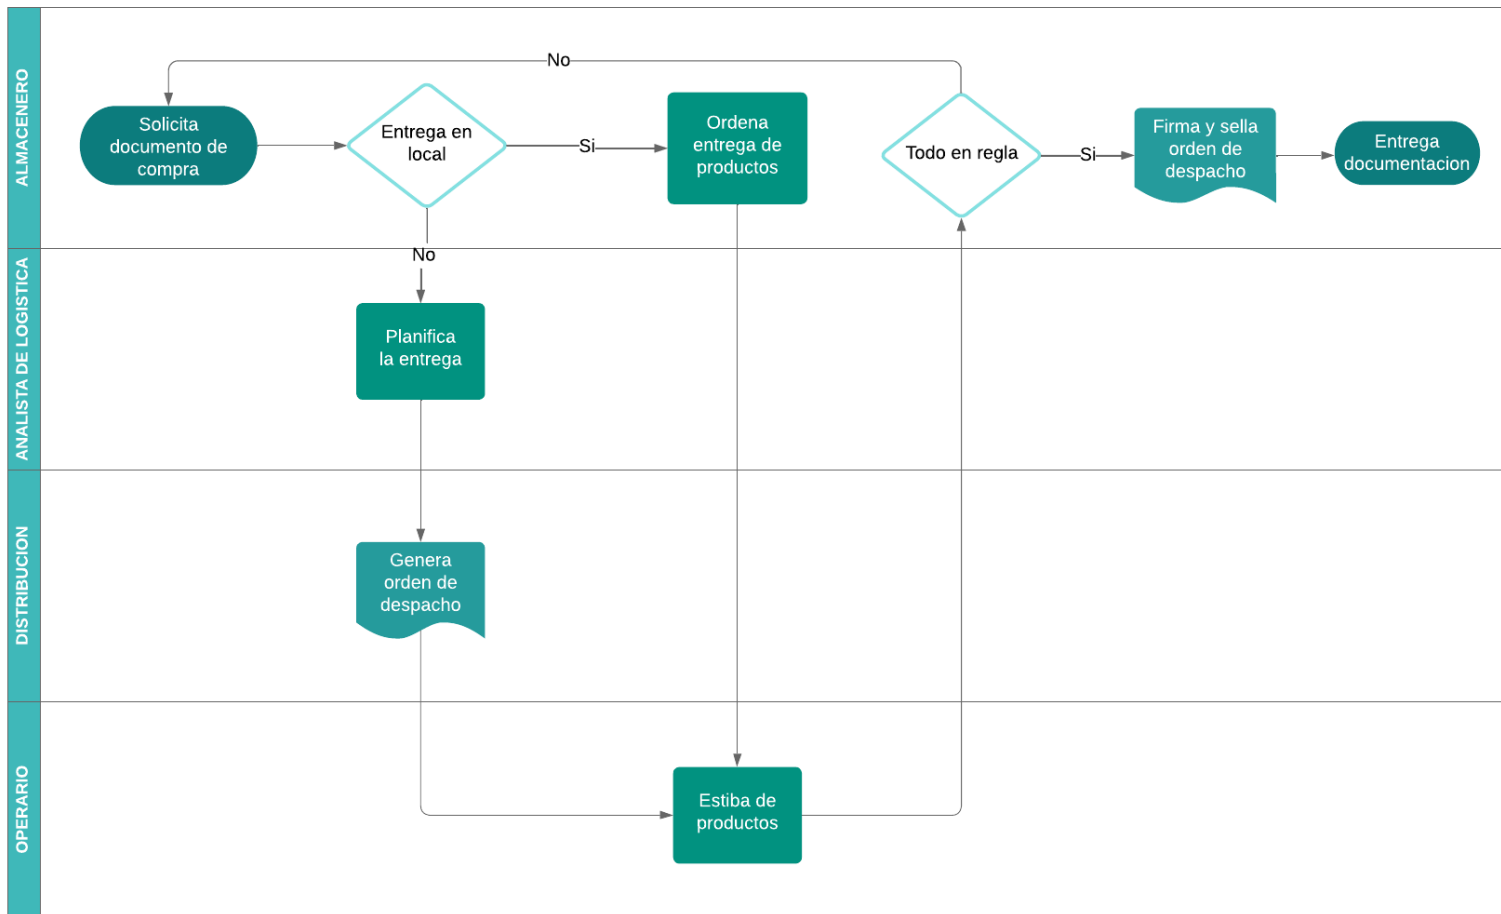 ALMACENERO
No
Solicita
documento de
compra
Entrega en
local
Si
Ordena
entrega de
productos
Todo en regla
Si
Firma y sella
orden de
despacho
Entrega
documentacion
No
ANALISTA DE LOGISTICA
Planifica
la entrega
DISTRIBUCION
Genera
orden de
despacho
OPERARIO
Estiba de
productos